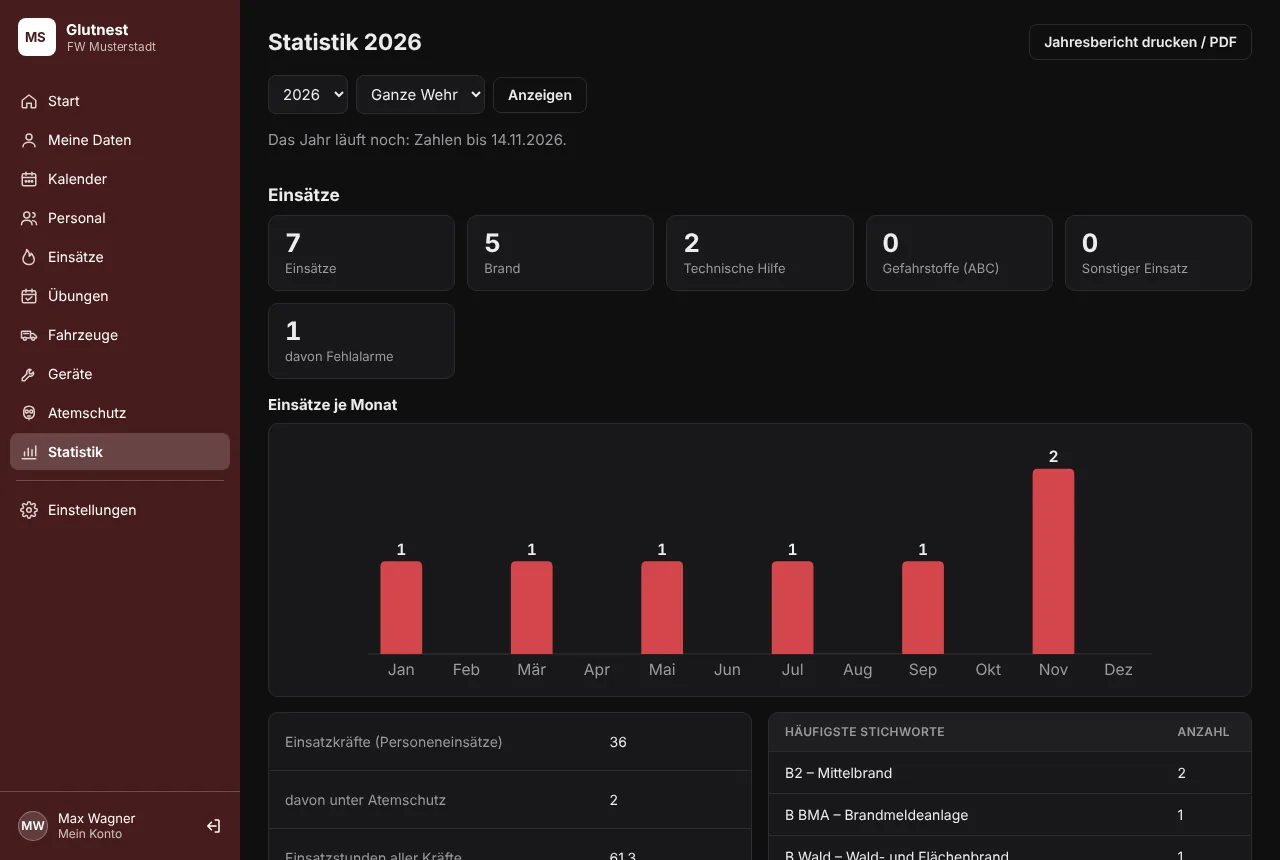 MS
Glutnest
FW Musterstadt
Start
Meine Daten
Kalender
Personal
Einsätze
Übungen
Fahrzeuge
Geräte
Atemschutz
Statistik
Einstellungen
MW
Max Wagner
Mein Konto
Statistik 2026
Jahresbericht drucken / PDF
2026
Ganze Wehr
Anzeigen
Das Jahr läuft noch: Zahlen bis 14.11.2026.
Einsätze
7
Einsätze
5
Brand
2
Technische Hilfe
0
Gefahrstoffe (ABC)
0
Sonstiger Einsatz
1
davon Fehlalarme
Einsätze je Monat
1 1 1 1 1 2
Jan Feb Mär Apr Mai Jun Jul Aug Sep Okt Nov Dez
Einsatzkräfte (Personeneinsätze) 36
davon unter Atemschutz 2
Einsatzstunden aller Kräfte 61,3
HÄUFIGSTE STICHWORTE ANZAHL
B2 – Mittelbrand 2
B BMA – Brandmeldeanlage 1
B Wald – Wald- und Flächenbrand 1